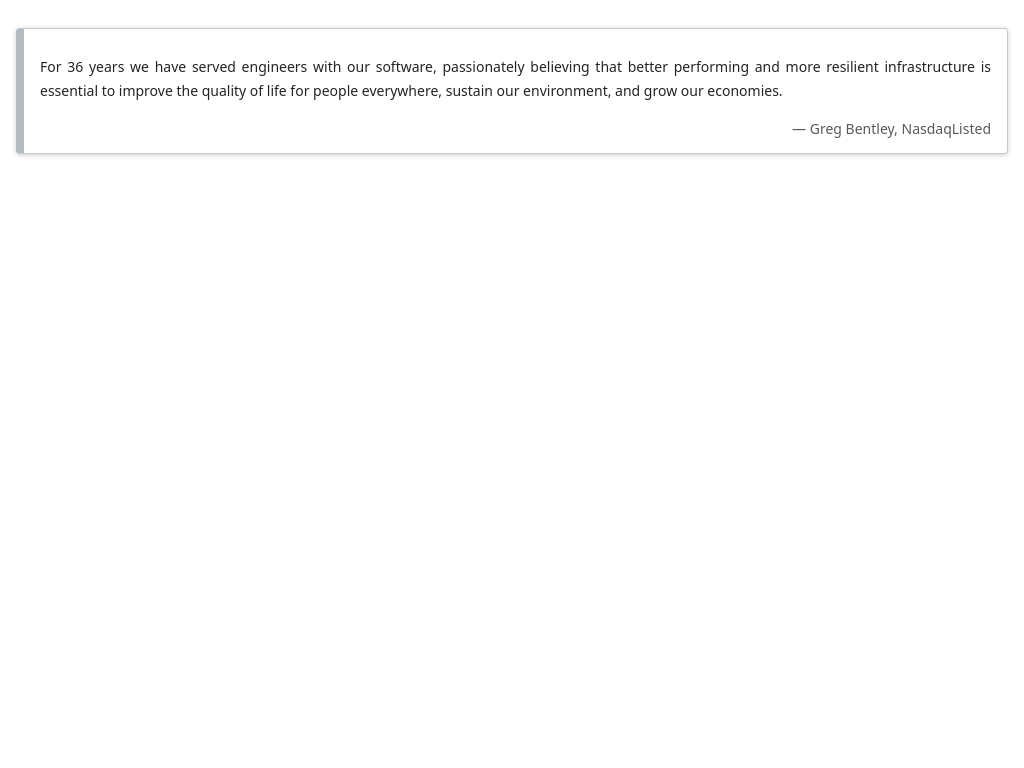 For 36 years we have served engineers with our software, passionately believing that better performing and more resilient infrastructure is
essential to improve the quality of life for people everywhere, sustain our environment, and grow our economies.
— Greg Bentley, NasdaqListed